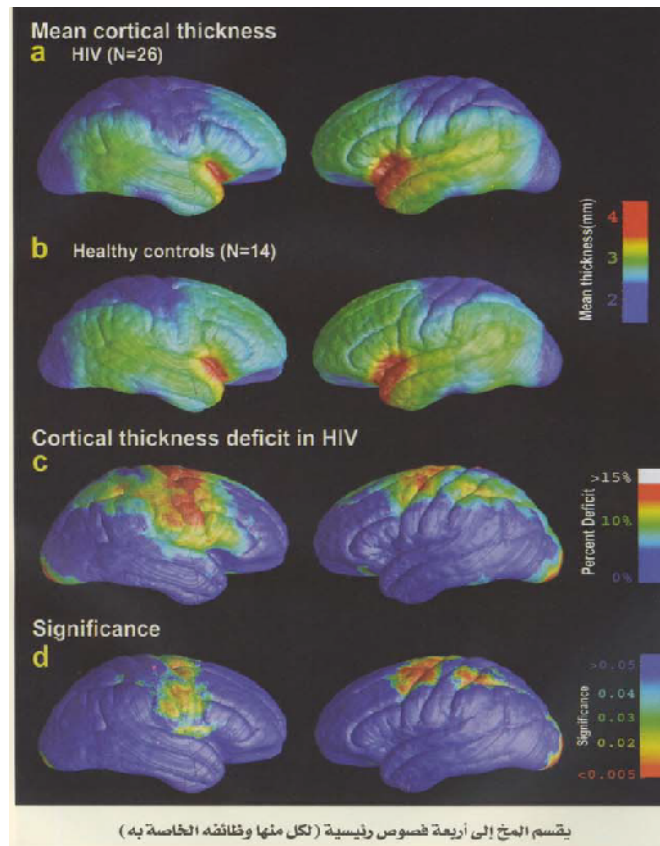 Mean cortical thickness
a HIV (N=26)
b Healthy controls (N=14)
Mean thickness(mm)
4
3
2
Cortical thickness deficit in HIV
c
Percent Deficit
>15%
10%
0%
Significance
d
Significance
>0.05
0.04
0.03
0.02
<0.005
يقسم المخ إلى أربعة فصوص رئيسية (لكل منها وظائفه الخاصة به)